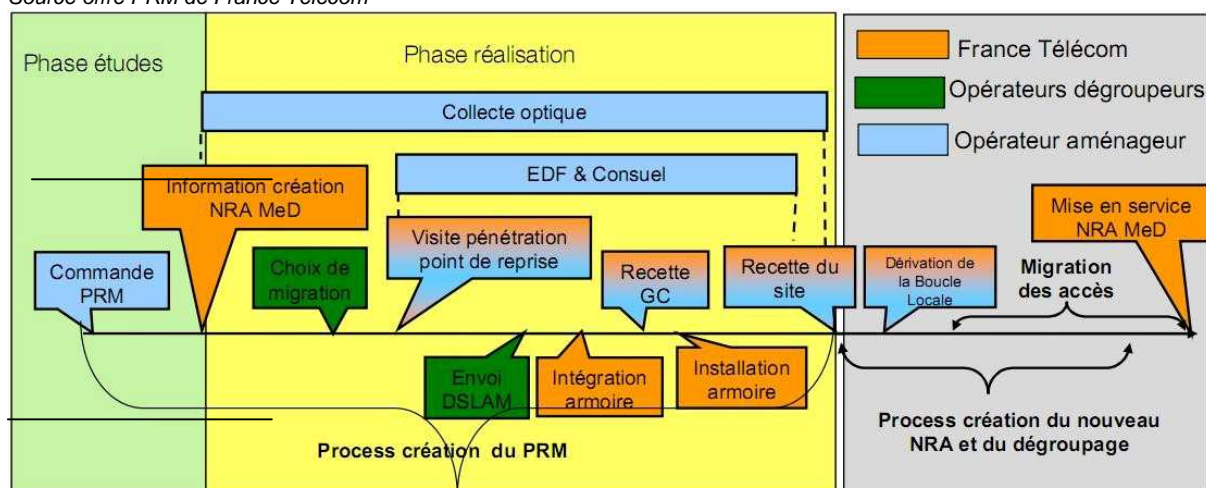 Source offre PRM de France Télécom
Phase études
Phase réalisation
France Télécom
Opérateurs dégroupeurs
Opérateur aménageur
Collecte optique
EDF & Consuel
Information création
NRA MeD
Mise en service
NRA MeD
Commande
PRM
Choix de
migration
Visite pénétration
point de reprise
Recette
GC
Recette du
site
Dérivation de
la Boucle
Locale
Migration
des accès
Envoi
DSLAM
Intégration
armoire
Installation
armoire
Process création du PRM
Process création du nouveau
NRA et du dégroupage